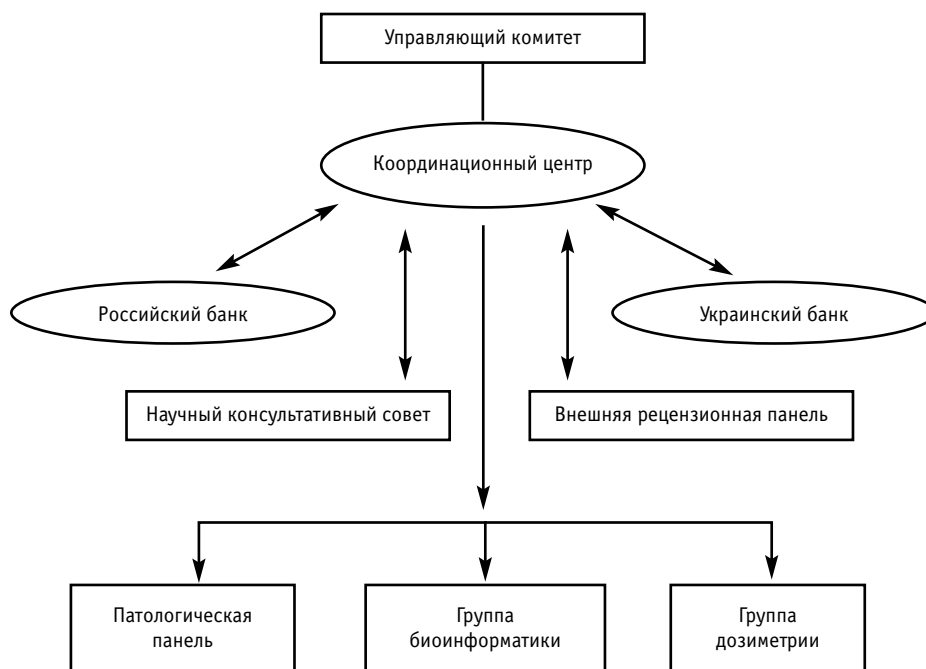 Управляющий комитет
Координационный центр
Российский банк
Украинский банк
Научный консультативный совет
Внешняя рецензионная панель
Патологическая
панель
Группа
биоинформатики
Группа
дозиметрии